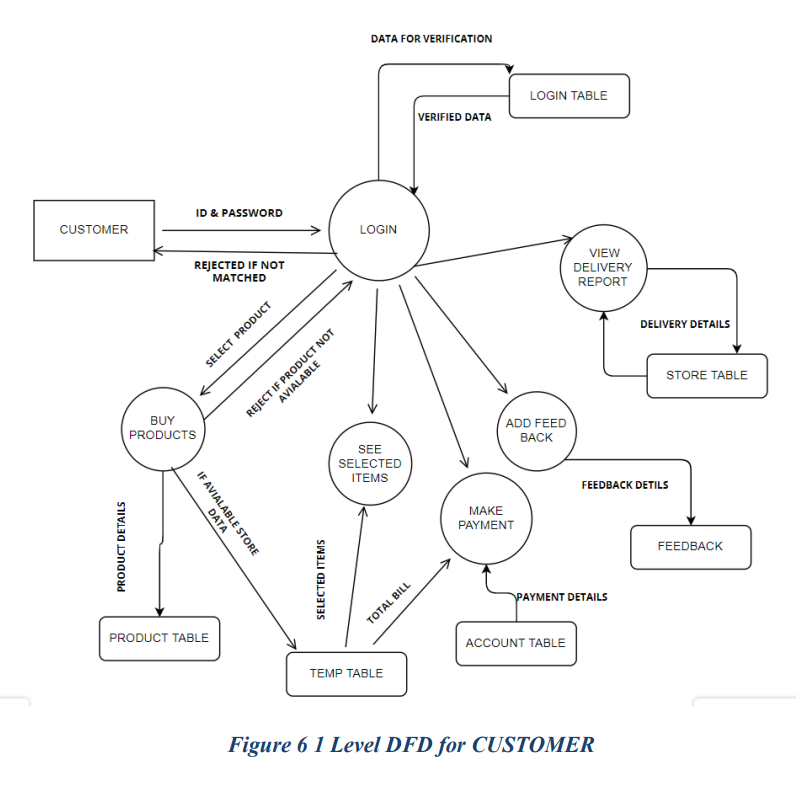 DATA FOR VERIFICATION
LOGIN TABLE
VERIFIED DATA
ID & PASSWORD
CUSTOMER
LOGIN
REJECTED IF NOT
MATCHED
VIEW
DELIVERY
REPORT
DELIVERY DETAILS
STORE TABLE
SELECT PRODUCT
REJECT IF PRODUCT NOT
AVIALABLE
BUY
PRODUCTS
ADD FEED
BACK
SEE
SELECTED
ITEMS
IF AVIALABLE STORE
DATA
FEEDBACK DETILS
MAKE
PAYMENT
FEEDBACK
PRODUCT DETAILS
SELECTED ITEMS
TOTAL BILL
PAYMENT DETAILS
PRODUCT TABLE
ACCOUNT TABLE
TEMP TABLE
Figure 6 1 Level DFD for CUSTOMER